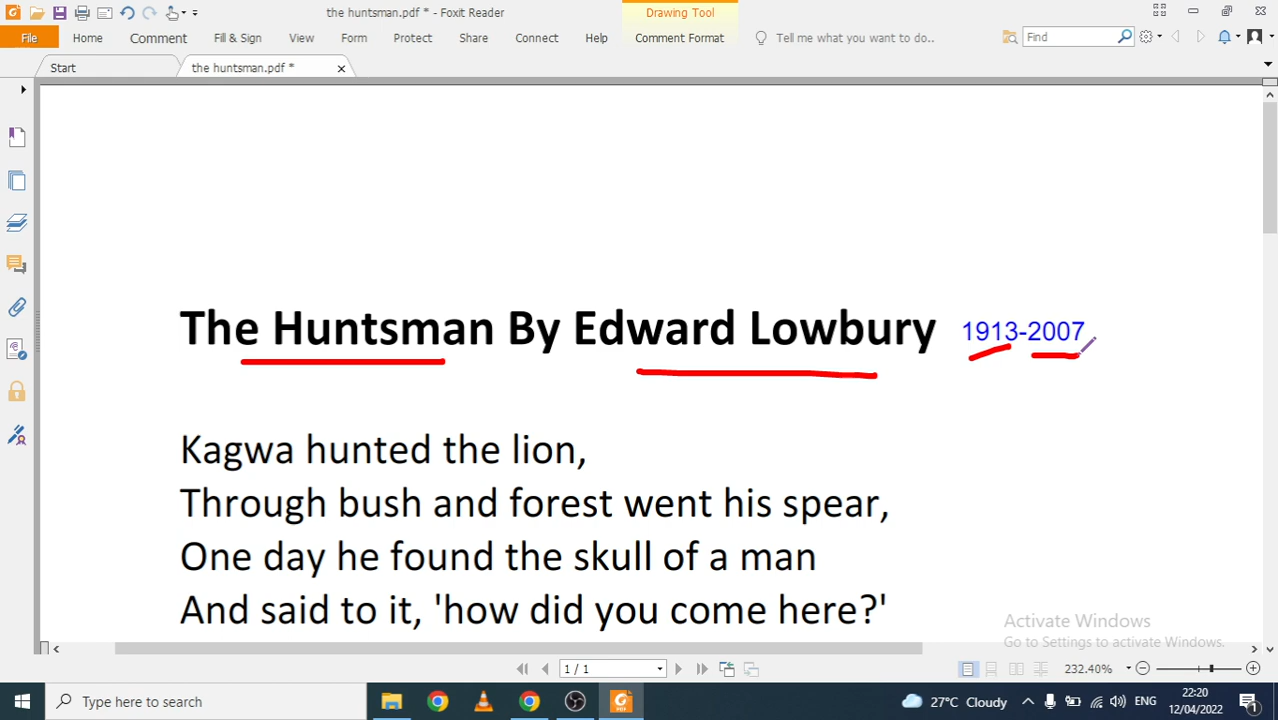 the huntsman.pdf * - Foxit Reader
Drawing Tool
File Home Comment Fill & Sign View Form Protect Share Connect Help Comment Format Tell me what you want to do.. Find
Start the huntsman.pdf *
The Huntsman By Edward Lowbury 1913-2007
Kagwa hunted the lion,
Through bush and forest went his spear,
One day he found the skull of a man
And said to it, 'how did you come here?'
Activate Windows
Go to Settings to activate Windows.
1 / 1
232.40%
Type here to search
27°C Cloudy
ENG
22:20
12/04/2022
1